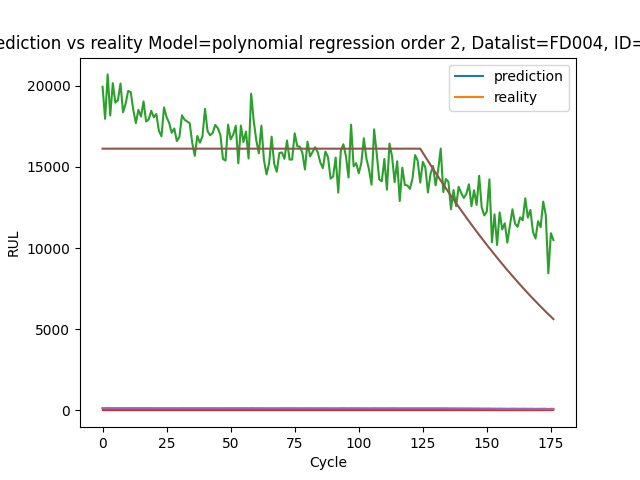 ediction vs reality Model=polynomial regression order 2, Datalist=FD004, ID=
prediction
reality
RUL
20000
15000
10000
5000
0
0 25 50 75 100 125 150 175
Cycle